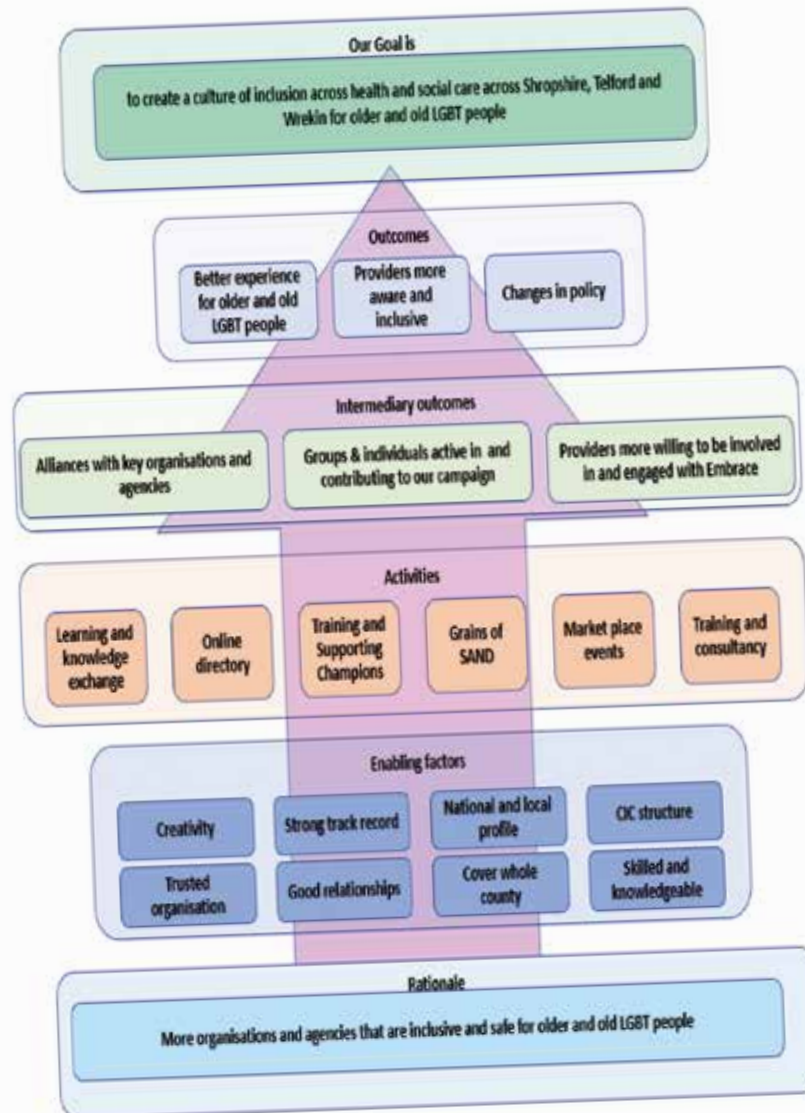 Our Goal is
to create a culture of inclusion across health and social care across Shropshire, Telford and
Wrekin for older and old LGBT people
Outcomes
Better experience
for older and old
LGBT people
Providers more
aware and
inclusive
Changes in policy
Intermediary outcomes
Alliances with key organisations and
agencies
Groups & individuals active in and
contributing to our campaign
Providers more willing to be involved
in and engaged with Embrace
Activities
Learning and
knowledge
exchange
Online
directory
Training and
Supporting
Champions
Grains of
SAND
Market place
events
Training and
consultancy
Enabling factors
Creativity
Strong track record
National and local
profile
CIC structure
Trusted
organisation
Good relationships
Cover whole
county
Skilled and
knowledgeable
Rationale
More organisations and agencies that are inclusive and safe for older and old LGBT people